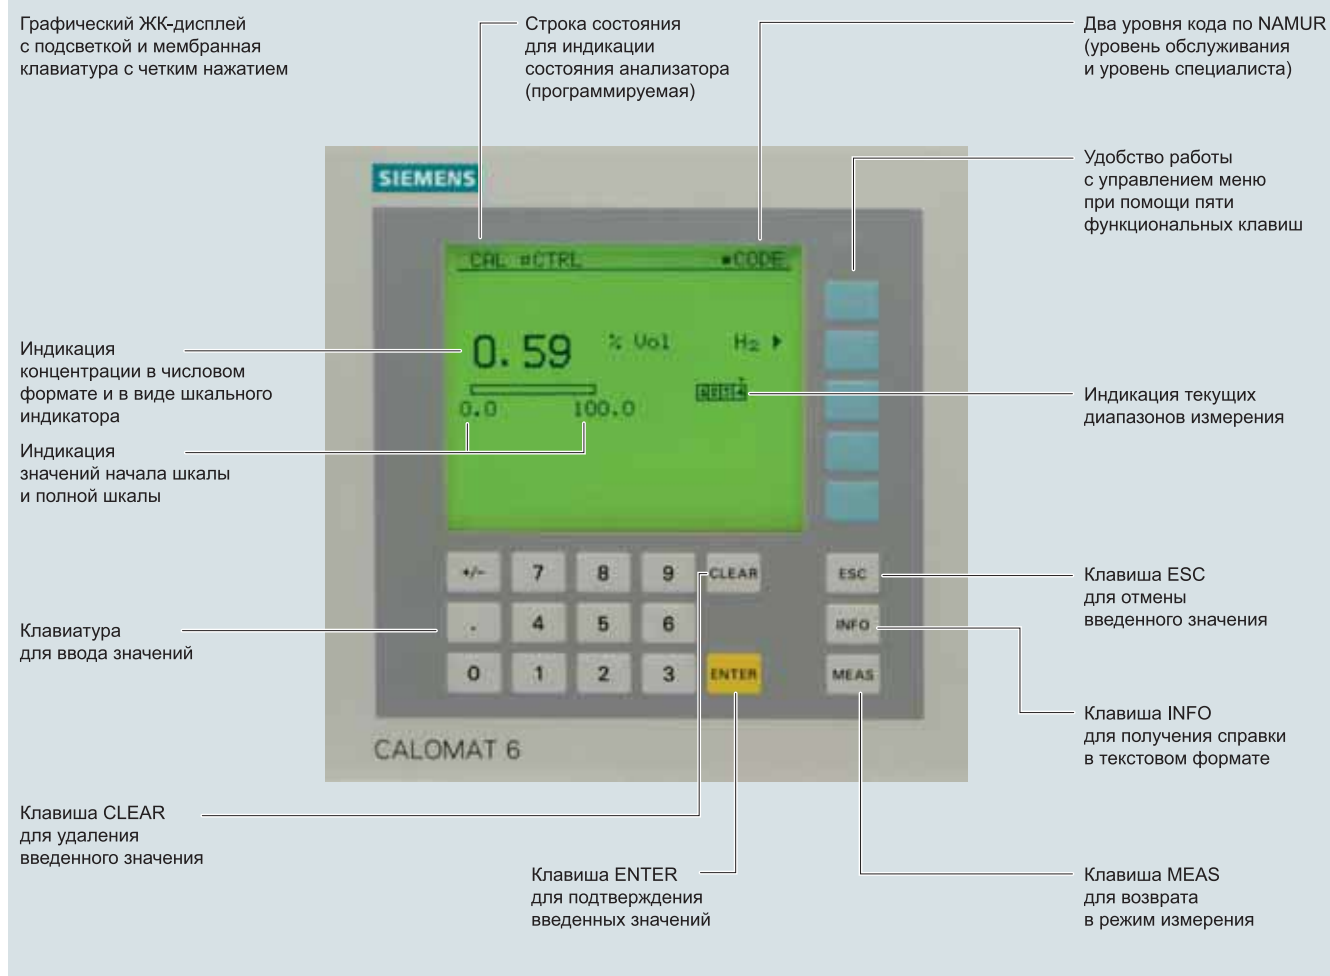 Графический ЖК-дисплей
с подсветкой и мембранная
клавиатура с четким нажатием
Строка состояния
для индикации
состояния анализатора
(программируемая)
Два уровня кода по NAMUR
(уровень обслуживания
и уровень специалиста)
Удобство работы
с управлением меню
при помощи пяти
функциональных клавиш
SIEMENS
CAL ¤CTRL ▪CODE
0.59 % Vol H₂ ▶
0.0 100.0
Индикация
концентрации в числовом
формате и в виде шкального
индикатора
Индикация
значений начала шкалы
и полной шкалы
Индикация текущих
диапазонов измерения
+/- 7 8 9 CLEAR ESC
. 4 5 6 INFO
0 1 2 3 ENTER MEAS
CALOMAT 6
Клавиатура
для ввода значений
Клавиша ESC
для отмены
введенного значения
Клавиша INFO
для получения справки
в текстовом формате
Клавиша CLEAR
для удаления
введенного значения
Клавиша ENTER
для подтверждения
введенных значений
Клавиша MEAS
для возврата
в режим измерения